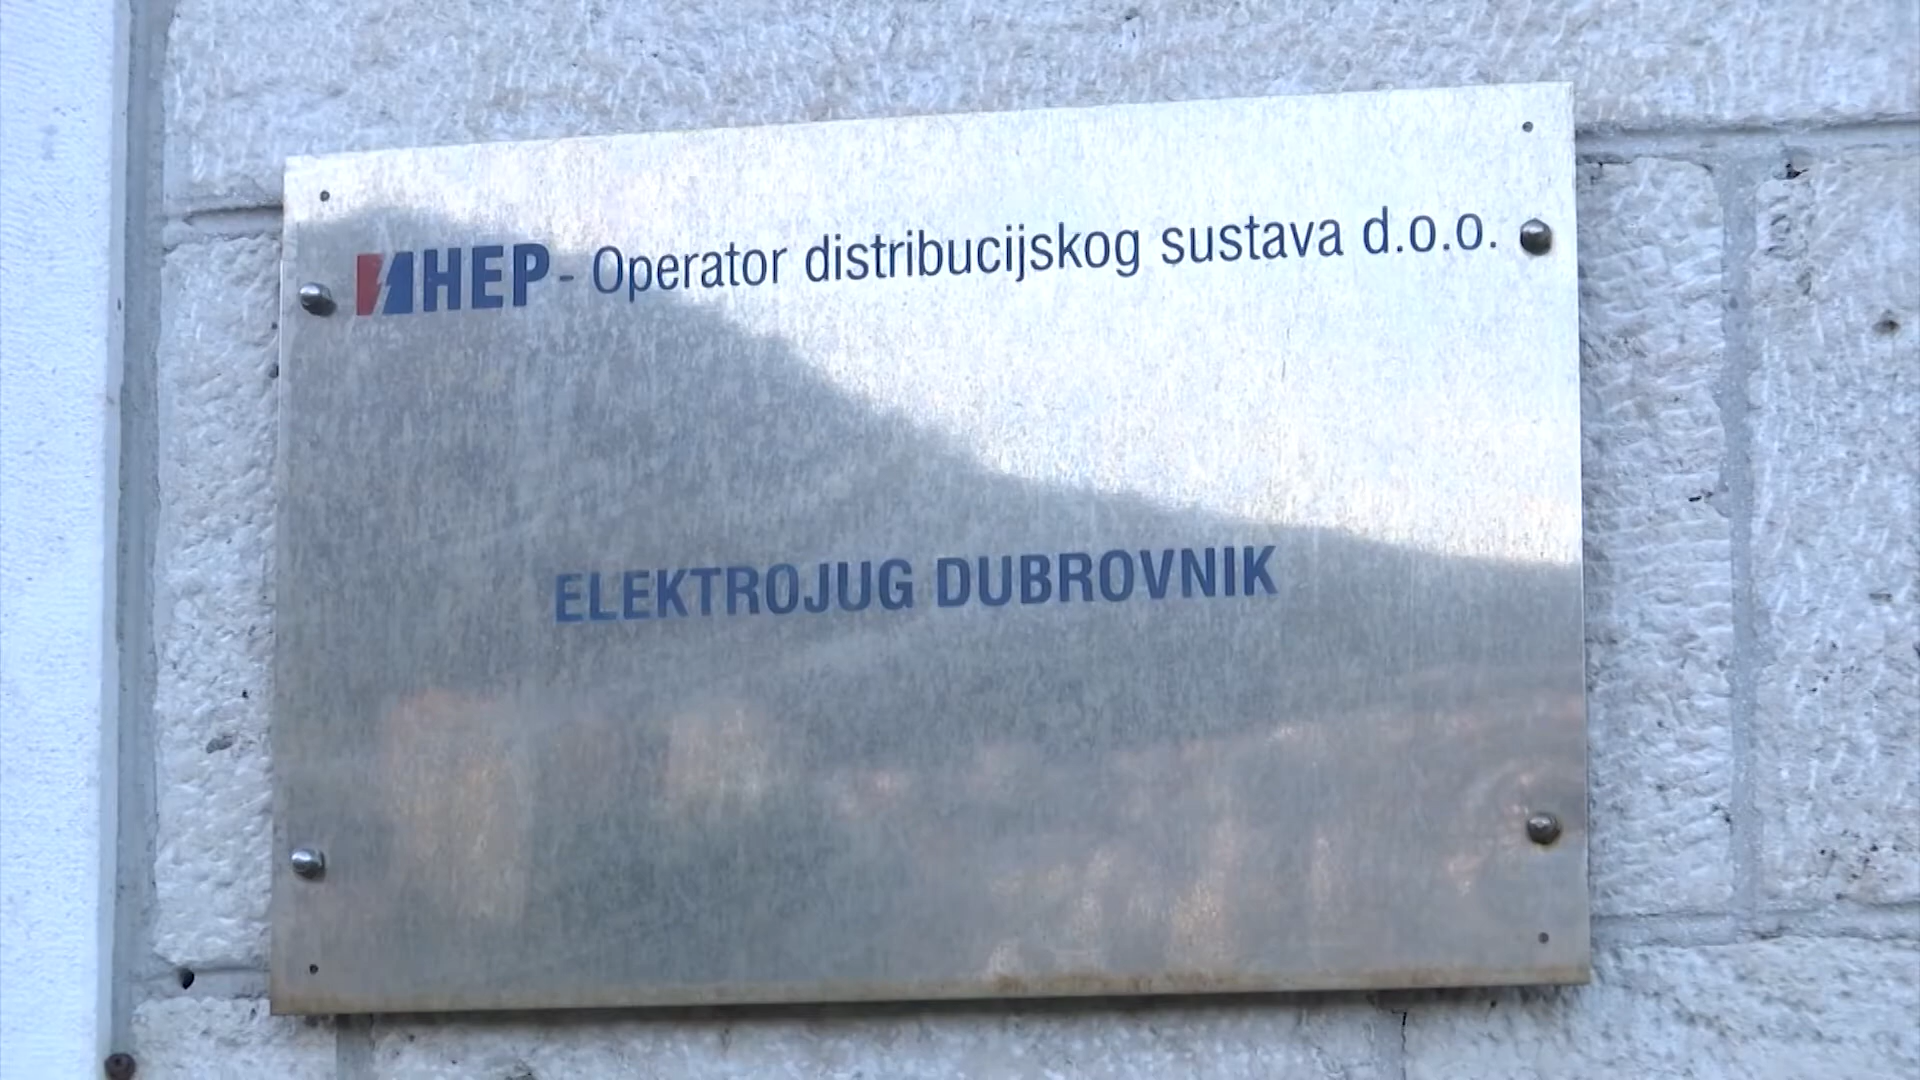 HEP - Operator distribucijskog sustava d.o.o.
ELEKTROJUG DUBROVNIK